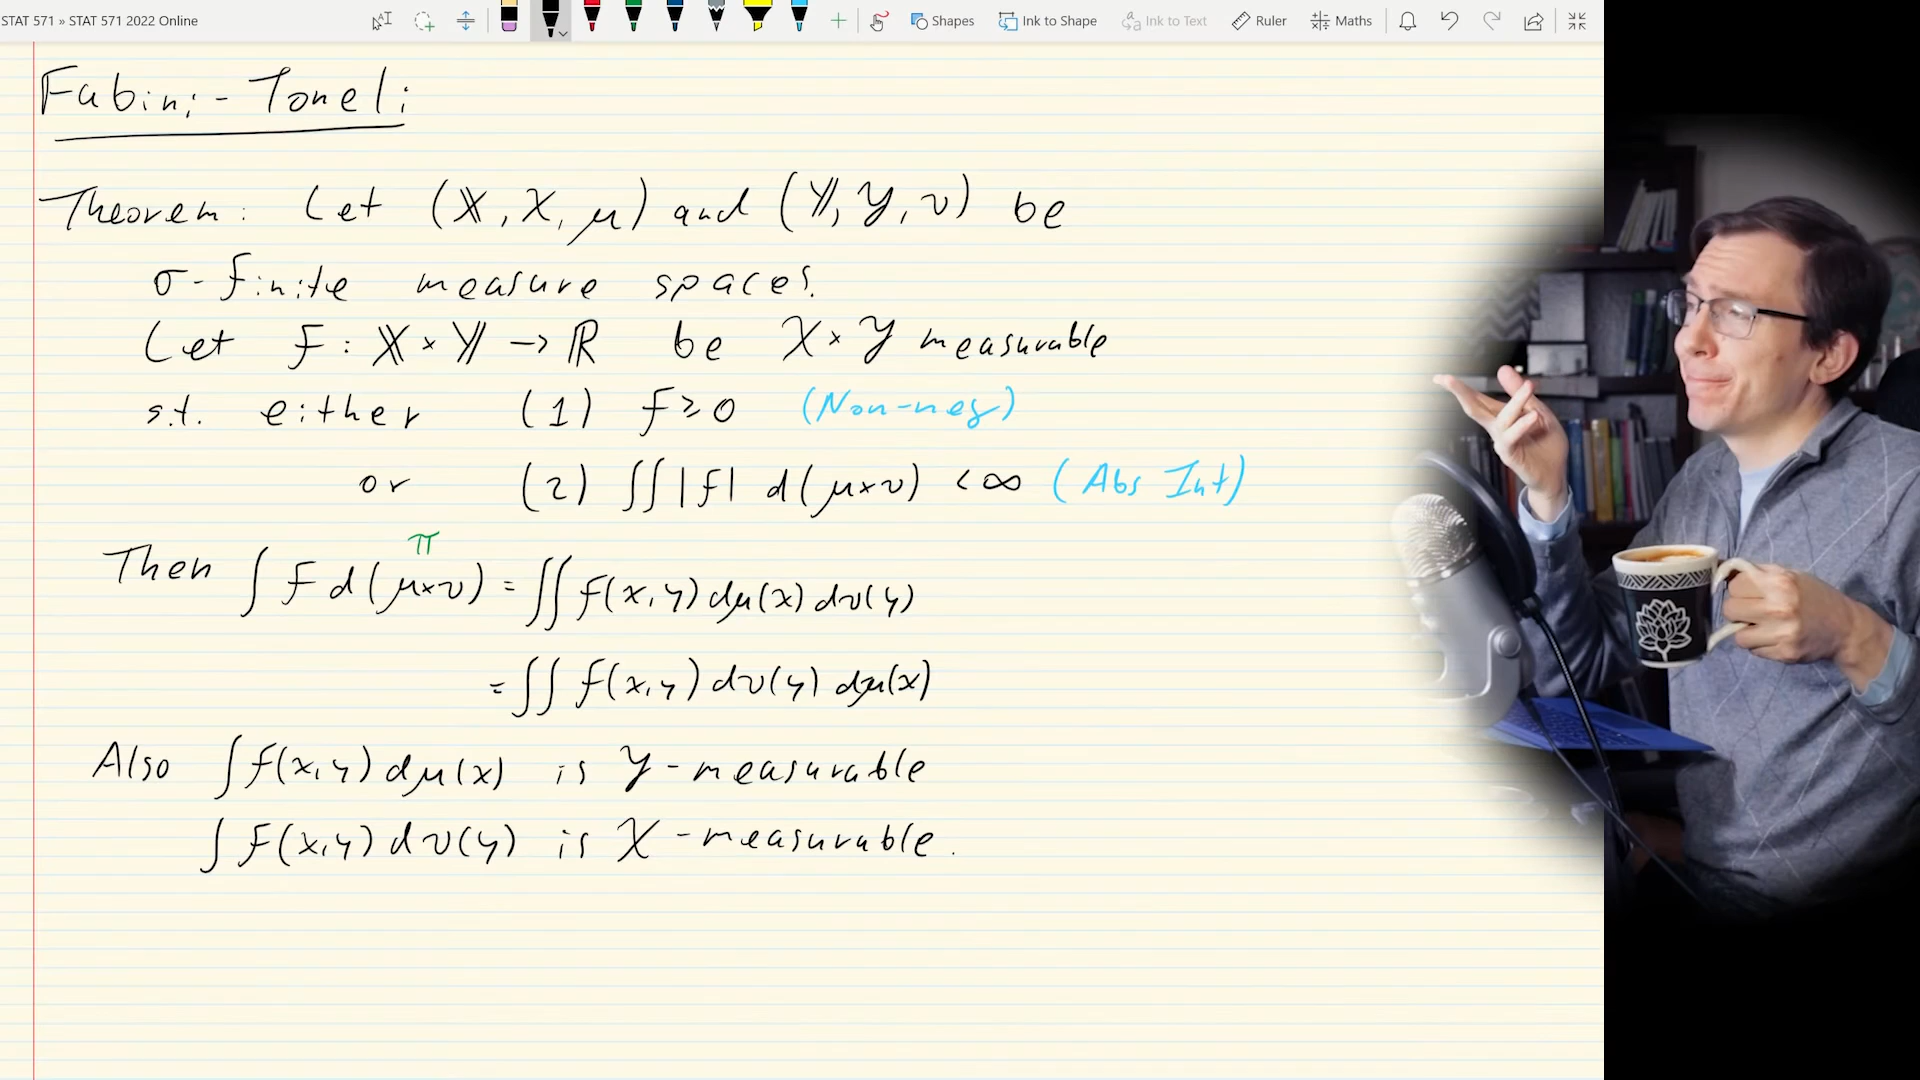 STAT 571 » STAT 571 2022 Online
Shapes Ink to Shape Ink to Text Ruler Maths
Fubini-Toneli
Theorem: Let (𝕏, 𝒳, μ) and (𝕐, 𝒴, ν) be
σ-finite measure spaces.
Let f : 𝕏 × 𝕐 → ℝ be 𝒳 × 𝒴 measurable
s.t. either (1) f ≥ 0 (Non-neg)
or (2) ∬ |f| d(μ×ν) < ∞ (Abs Int)
π
Then ∫ f d(μ×ν) = ∬ f(x,y) dμ(x) dν(y)
= ∬ f(x,y) dν(y) dμ(x)
Also ∫ f(x,y) dμ(x) is 𝒴-measurable
∫ f(x,y) dν(y) is 𝒳-measurable.